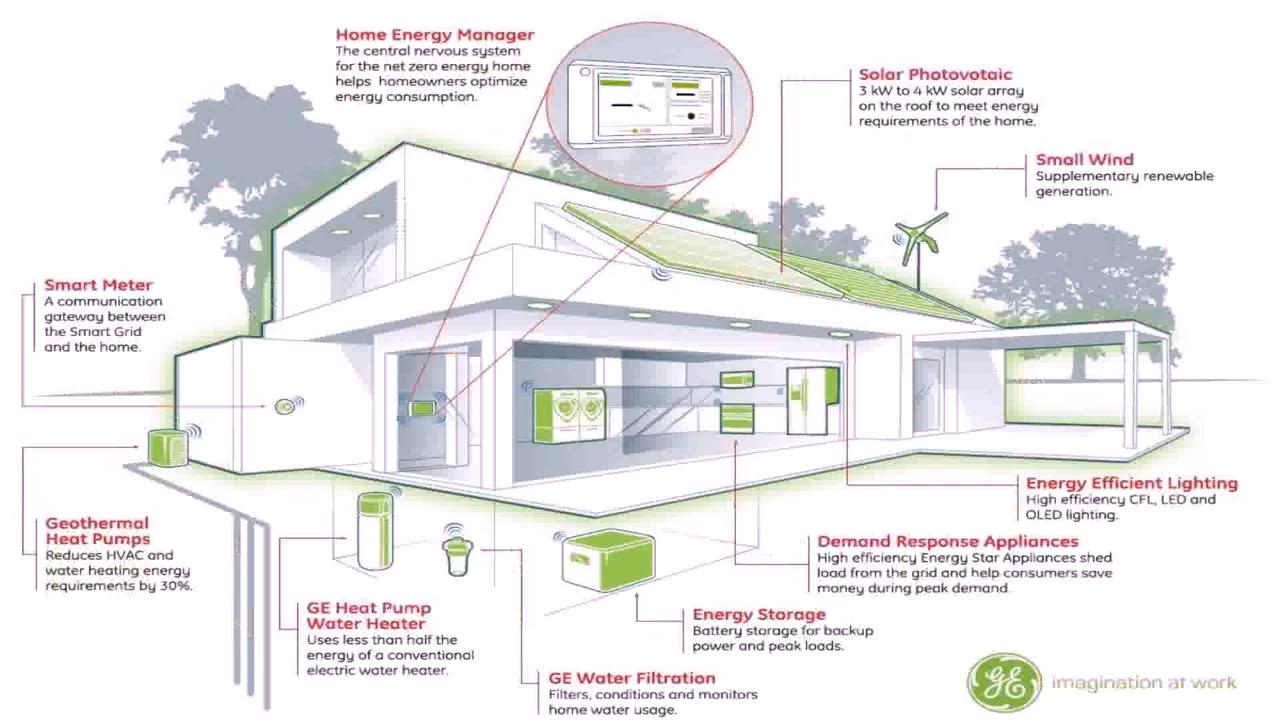 Home Energy Manager
The central nervous system
for the net zero energy home
helps homeowners optimize
energy consumption.
Solar Photovotaic
3 kW to 4 kW solar array
on the roof to meet energy
requirements of the home.
Small Wind
Supplementary renewable
generation.
Smart Meter
A communication
gateway between
the Smart Grid
and the home.
Geothermal
Heat Pumps
Reduces HVAC and
water heating energy
requirements by 30%.
GE Heat Pump
Water Heater
Uses less than half the
energy of a conventional
electric water heater.
GE Water Filtration
Filters, conditions and monitors
home water usage.
Energy Storage
Battery storage for backup
power and peak loads.
Demand Response Appliances
High efficiency Energy Star Appliances shed
load from the grid and help consumers save
money during peak demand.
Energy Efficient Lighting
High efficiency CFL, LED and
OLED lighting.
GE
imagination at work